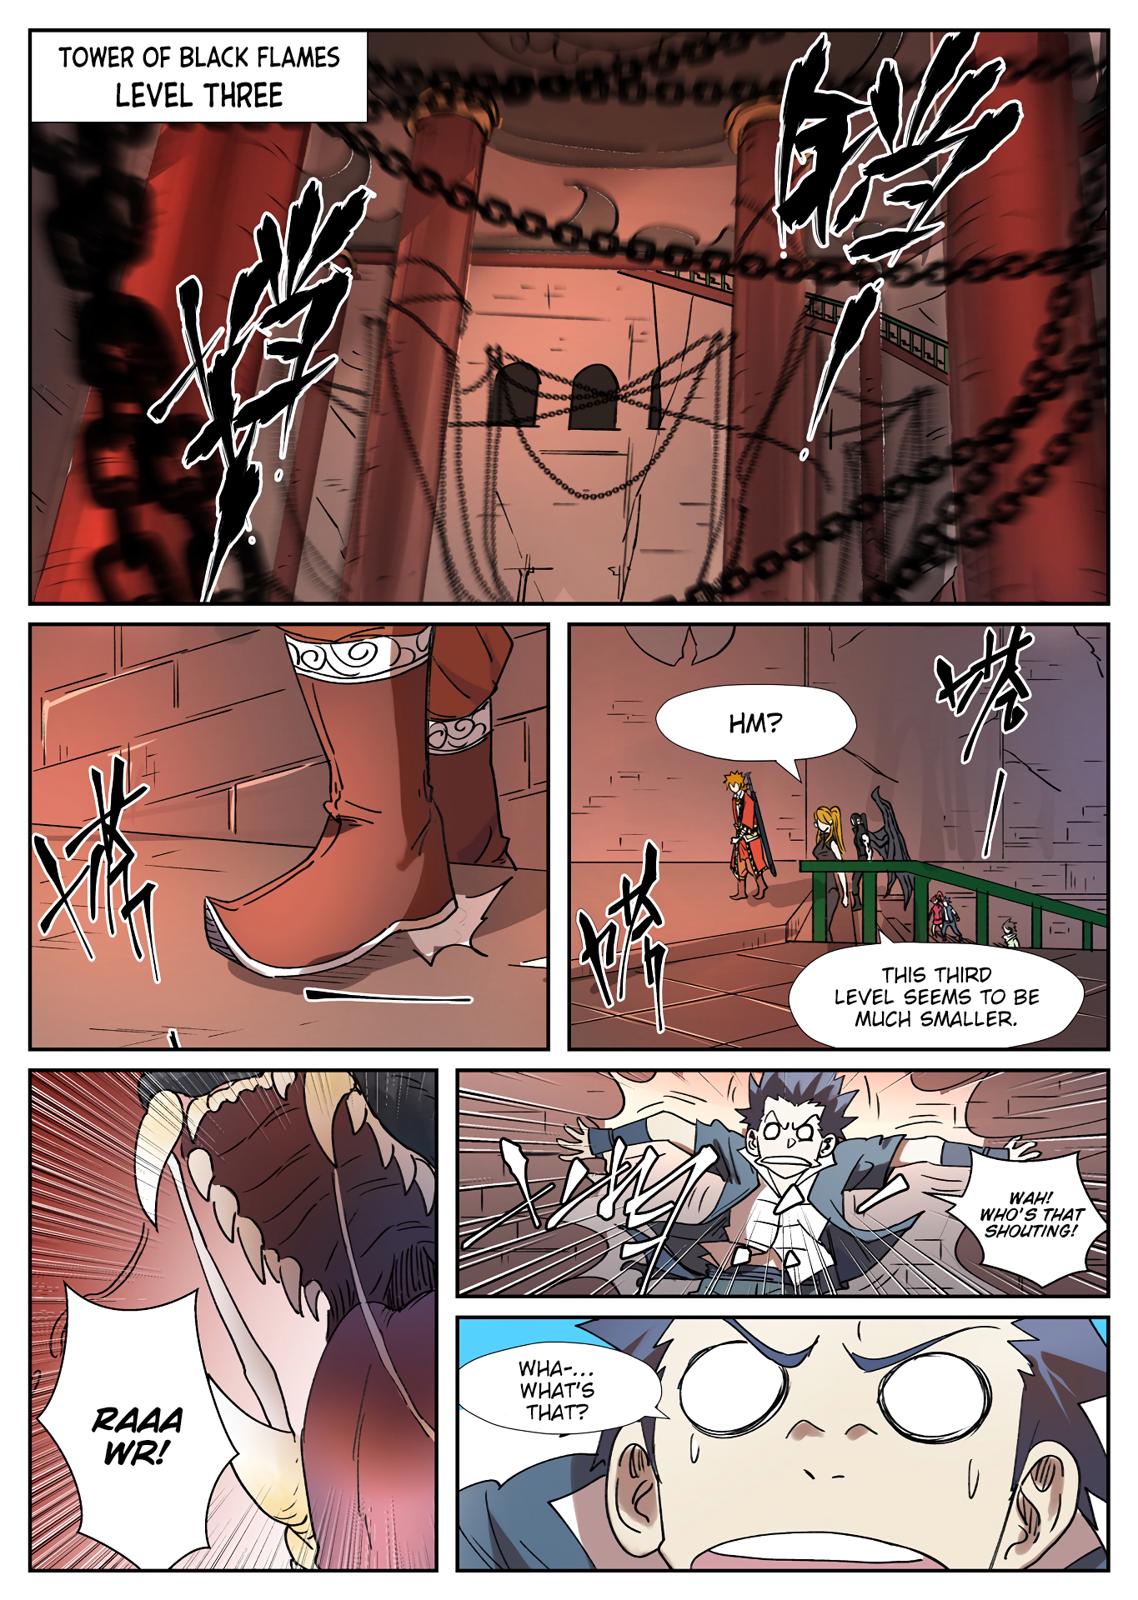 TOWER OF BLACK FLAMES
LEVEL THREE
HM?
THIS THIRD
LEVEL SEEMS TO BE
MUCH SMALLER.
RAAA
WR!
WAH!
WHO'S THAT
SHOUTING!
WHA-...
WHAT'S
THAT?